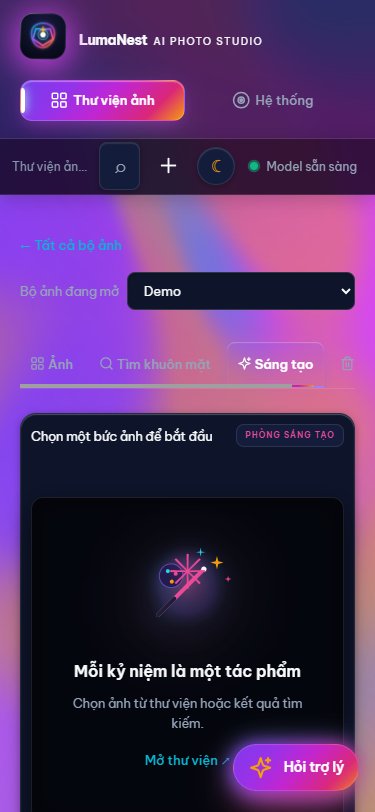 LumaNest AI PHOTO STUDIO
Thư viện ảnh
Hệ thống
Thư viện ản...
Model sẵn sàng
← Tất cả bộ ảnh
Bộ ảnh đang mở
Demo
Ảnh
Tìm khuôn mặt
Sáng tạo
Chọn một bức ảnh để bắt đầu
PHÒNG SÁNG TẠO
Mỗi kỷ niệm là một tác phẩm
Chọn ảnh từ thư viện hoặc kết quả tìm
kiếm.
Mở thư viện ↗
Hỏi trợ lý